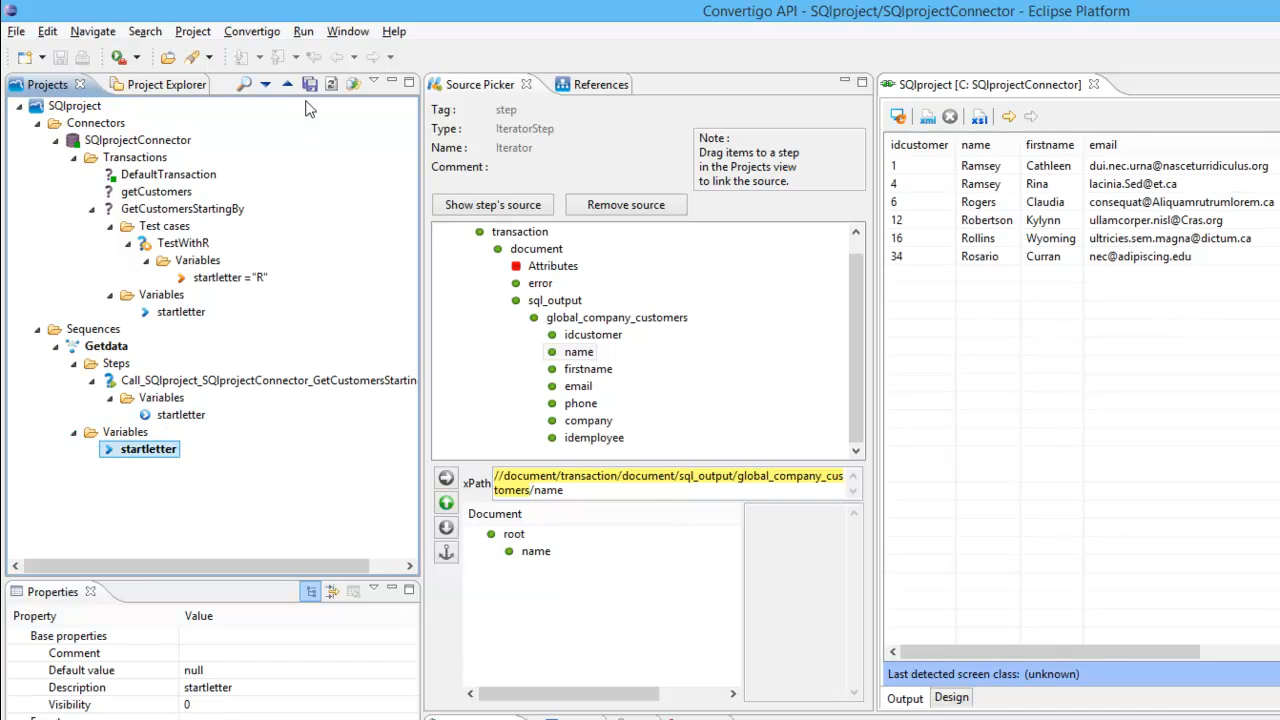 Convertigo API - SQlproject/SQlprojectConnector - Eclipse Platform
File Edit Navigate Search Project Convertigo Run Window Help
Projects
Project Explorer
SQlproject
Connectors
SQlprojectConnector
Transactions
DefaultTransaction
getCustomers
GetCustomersStartingBy
Test cases
TestWithR
Variables
startletter ="R"
Variables
startletter
Sequences
Getdata
Steps
Call_SQlproject_SQlprojectConnector_GetCustomersStartin
Variables
startletter
Variables
startletter
Properties
Property Value
Base properties
Comment
Default value null
Description startletter
Visibility 0
Source Picker
References
Tag : step
Type : IteratorStep
Name : Iterator
Comment :
Note :
Drag items to a step
in the Projects view
to link the source.
Show step's source
Remove source
transaction
document
Attributes
error
sql_output
global_company_customers
idcustomer
name
firstname
email
phone
company
idemployee
xPath //document/transaction/document/sql_output/global_company_cus
tomers/name
Document
root
name
SQlproject [C: SQlprojectConnector]
xml xsl
idcustomer name firstname email
1 Ramsey Cathleen dui.nec.urna@nasceturridiculus.org
4 Ramsey Rina lacinia.Sed@et.ca
6 Rogers Claudia consequat@Aliquamrutrumlorem.ca
12 Robertson Kylynn ullamcorper.nisl@Cras.org
16 Rollins Wyoming ultricies.sem.magna@dictum.ca
34 Rosario Curran nec@adipiscing.edu
Last detected screen class: (unknown)
Output Design